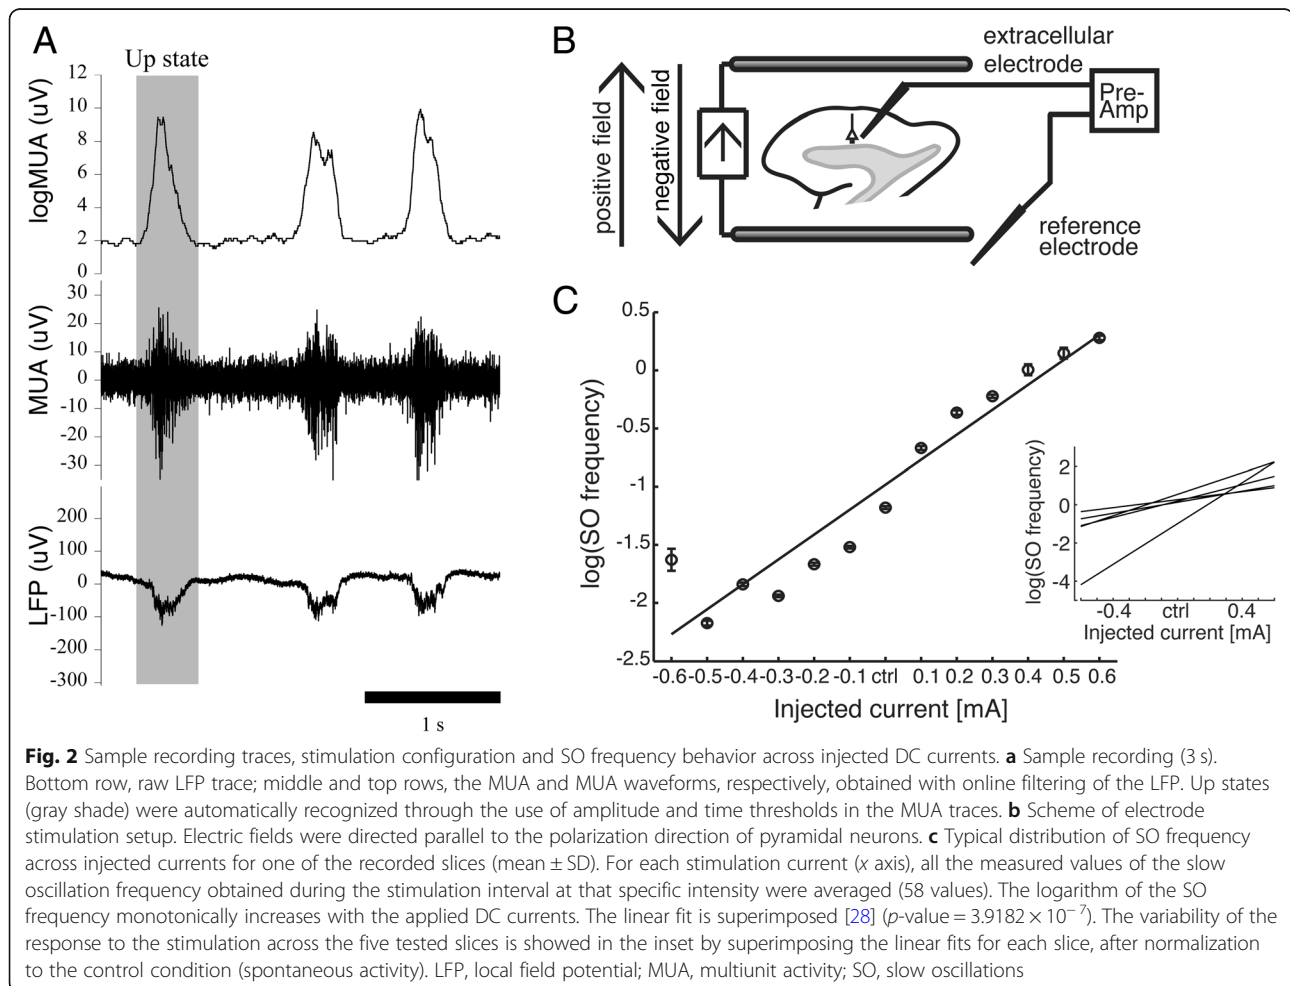 A
Up state
logMUA (uV)
12
10
8
6
4
2
0
MUA (uV)
30
20
10
0
-10
-20
-30
LFP (uV)
200
100
0
-100
-200
-300
1 s
B
positive field
negative field
extracellular
electrode
Pre-
Amp
reference
electrode
C
log(SO frequency)
0.5
0
-0.5
-1
-1.5
-2
-2.5
-0.6 -0.5 -0.4 -0.3 -0.2 -0.1 ctrl 0.1 0.2 0.3 0.4 0.5 0.6
Injected current [mA]
log(SO frequency)
2
0
-2
-4
-0.4 ctrl 0.4
Injected current [mA]
Fig. 2 Sample recording traces, stimulation configuration and SO frequency behavior across injected DC currents. a Sample recording (3 s).
Bottom row, raw LFP trace; middle and top rows, the MUA and MUA waveforms, respectively, obtained with online filtering of the LFP. Up states
(gray shade) were automatically recognized through the use of amplitude and time thresholds in the MUA traces. b Scheme of electrode
stimulation setup. Electric fields were directed parallel to the polarization direction of pyramidal neurons. c Typical distribution of SO frequency
across injected currents for one of the recorded slices (mean ± SD). For each stimulation current (x axis), all the measured values of the slow
oscillation frequency obtained during the stimulation interval at that specific intensity were averaged (58 values). The logarithm of the SO
frequency monotonically increases with the applied DC currents. The linear fit is superimposed [28] (p-value = 3.9182 × 10⁻⁷). The variability of the
response to the stimulation across the five tested slices is showed in the inset by superimposing the linear fits for each slice, after normalization
to the control condition (spontaneous activity). LFP, local field potential; MUA, multiunit activity; SO, slow oscillations